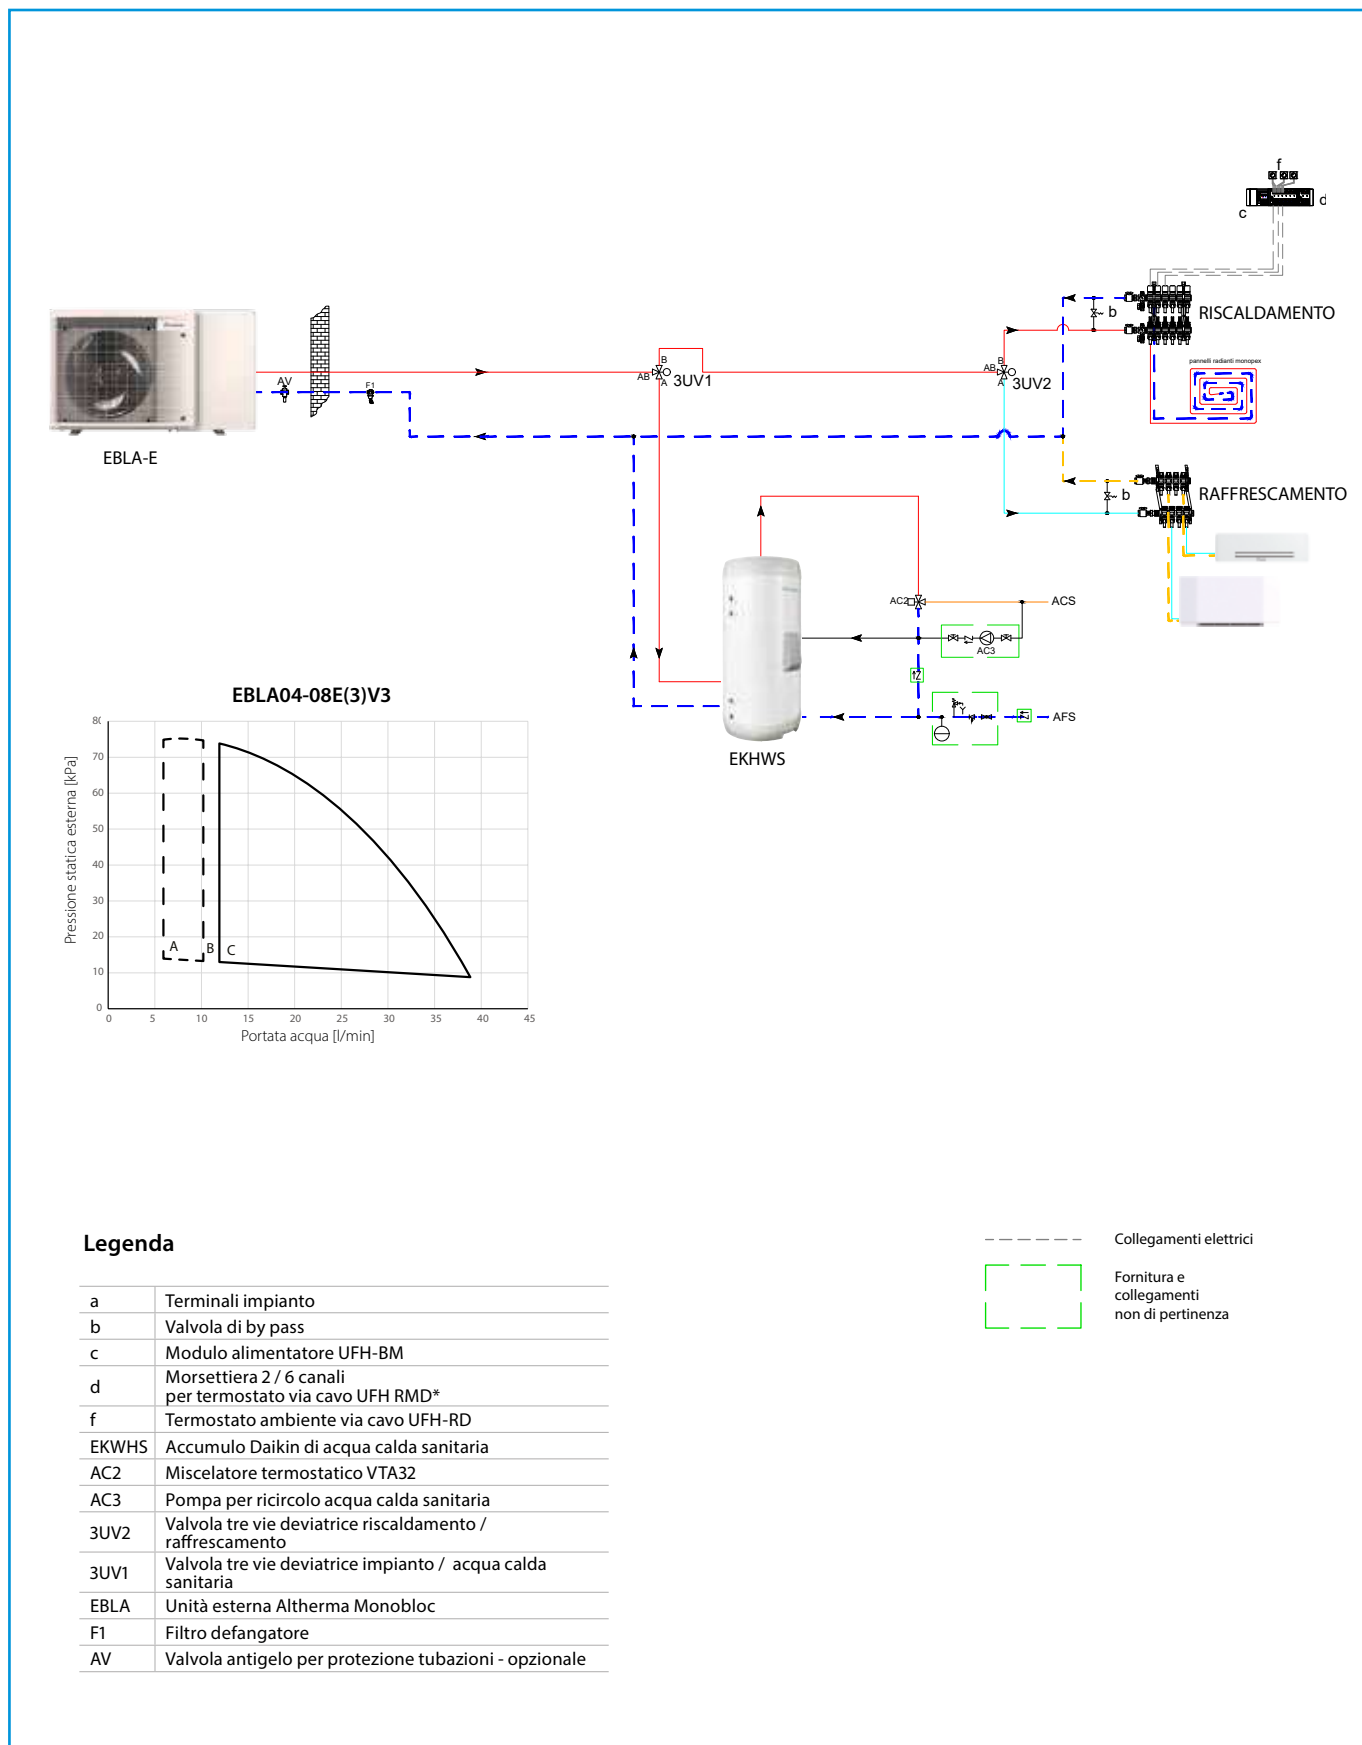 f
c
d
b
RISCALDAMENTO
pannelli radianti monopex
AV
F1
B
AB
A
3UV1
B
AB
A
3UV2
EBLA-E
b
RAFFRESCAMENTO
AC2
ACS
AC3
AFS
EKHWS
EBLA04-08E(3)V3
Pressione statica esterna [kPa]
80
70
60
50
40
30
20
10
0
A
B
C
0 5 10 15 20 25 30 35 40 45
Portata acqua [l/min]
Legenda
a Terminali impianto
b Valvola di by pass
c Modulo alimentatore UFH-BM
d Morsettiera 2 / 6 canali
per termostato via cavo UFH RMD*
f Termostato ambiente via cavo UFH-RD
EKWHS Accumulo Daikin di acqua calda sanitaria
AC2 Miscelatore termostatico VTA32
AC3 Pompa per ricircolo acqua calda sanitaria
3UV2 Valvola tre vie deviatrice riscaldamento /
raffrescamento
3UV1 Valvola tre vie deviatrice impianto / acqua calda
sanitaria
EBLA Unità esterna Altherma Monobloc
F1 Filtro defangatore
AV Valvola antigelo per protezione tubazioni - opzionale
Collegamenti elettrici
Fornitura e
collegamenti
non di pertinenza